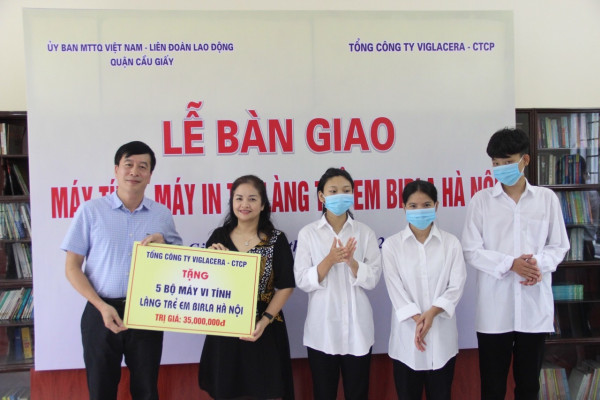 ỦY BAN MTTQ VIỆT NAM - LIÊN ĐOÀN LAO ĐỘNG
QUẬN CẦU GIẤY
TỔNG CÔNG TY VIGLACERA - CTCP
LỄ BÀN GIAO
MÁY TÍNH MÁY IN T LÀNG TRẺ EM BIRLA HÀ NỘI
TỔNG CÔNG TY VIGLACERA - CTCP
TẶNG
5 BỘ MÁY VI TÍNH
LÀNG TRẺ EM BIRLA HÀ NỘI
TRỊ GIÁ: 35,000,000đ